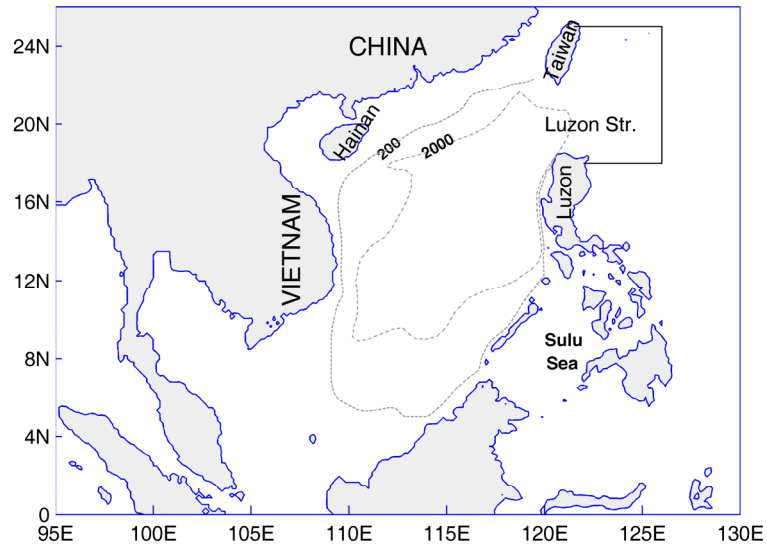 24N
CHINA
Taiwan
20N
Hainan
200
2000
Luzon Str.
16N
VIETNAM
Luzon
12N
8N
Sulu
Sea
4N
0
95E 100E 105E 110E 115E 120E 125E 130E